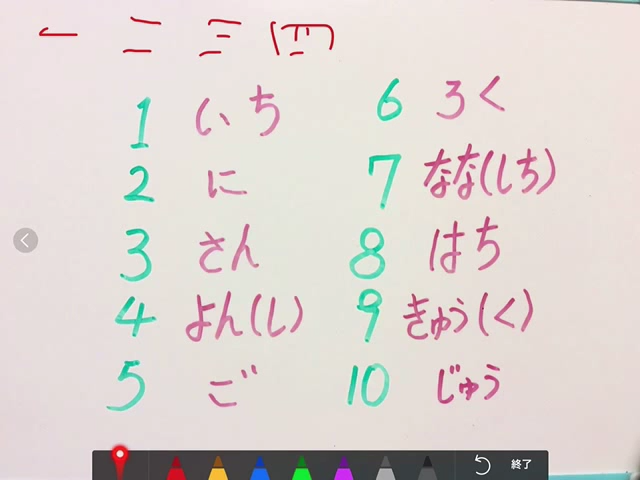 一 二 三 四
1 いち 6 ろく
2 に 7 なな(しち)
3 さん 8 はち
4 よん(し) 9 きゅう(く)
5 ご 10 じゅう
終了